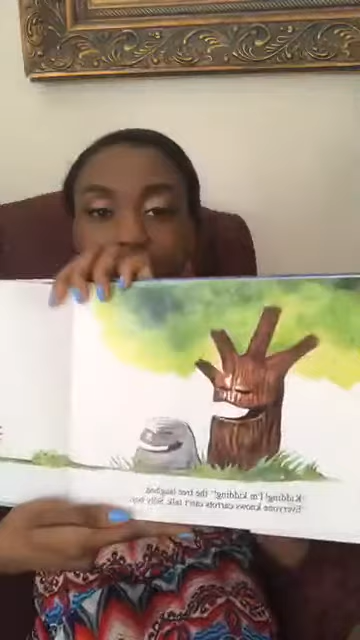 "Kidding! I'm kidding!" the tree laughed.
"Everyone knows carrots can't talk, silly boy.